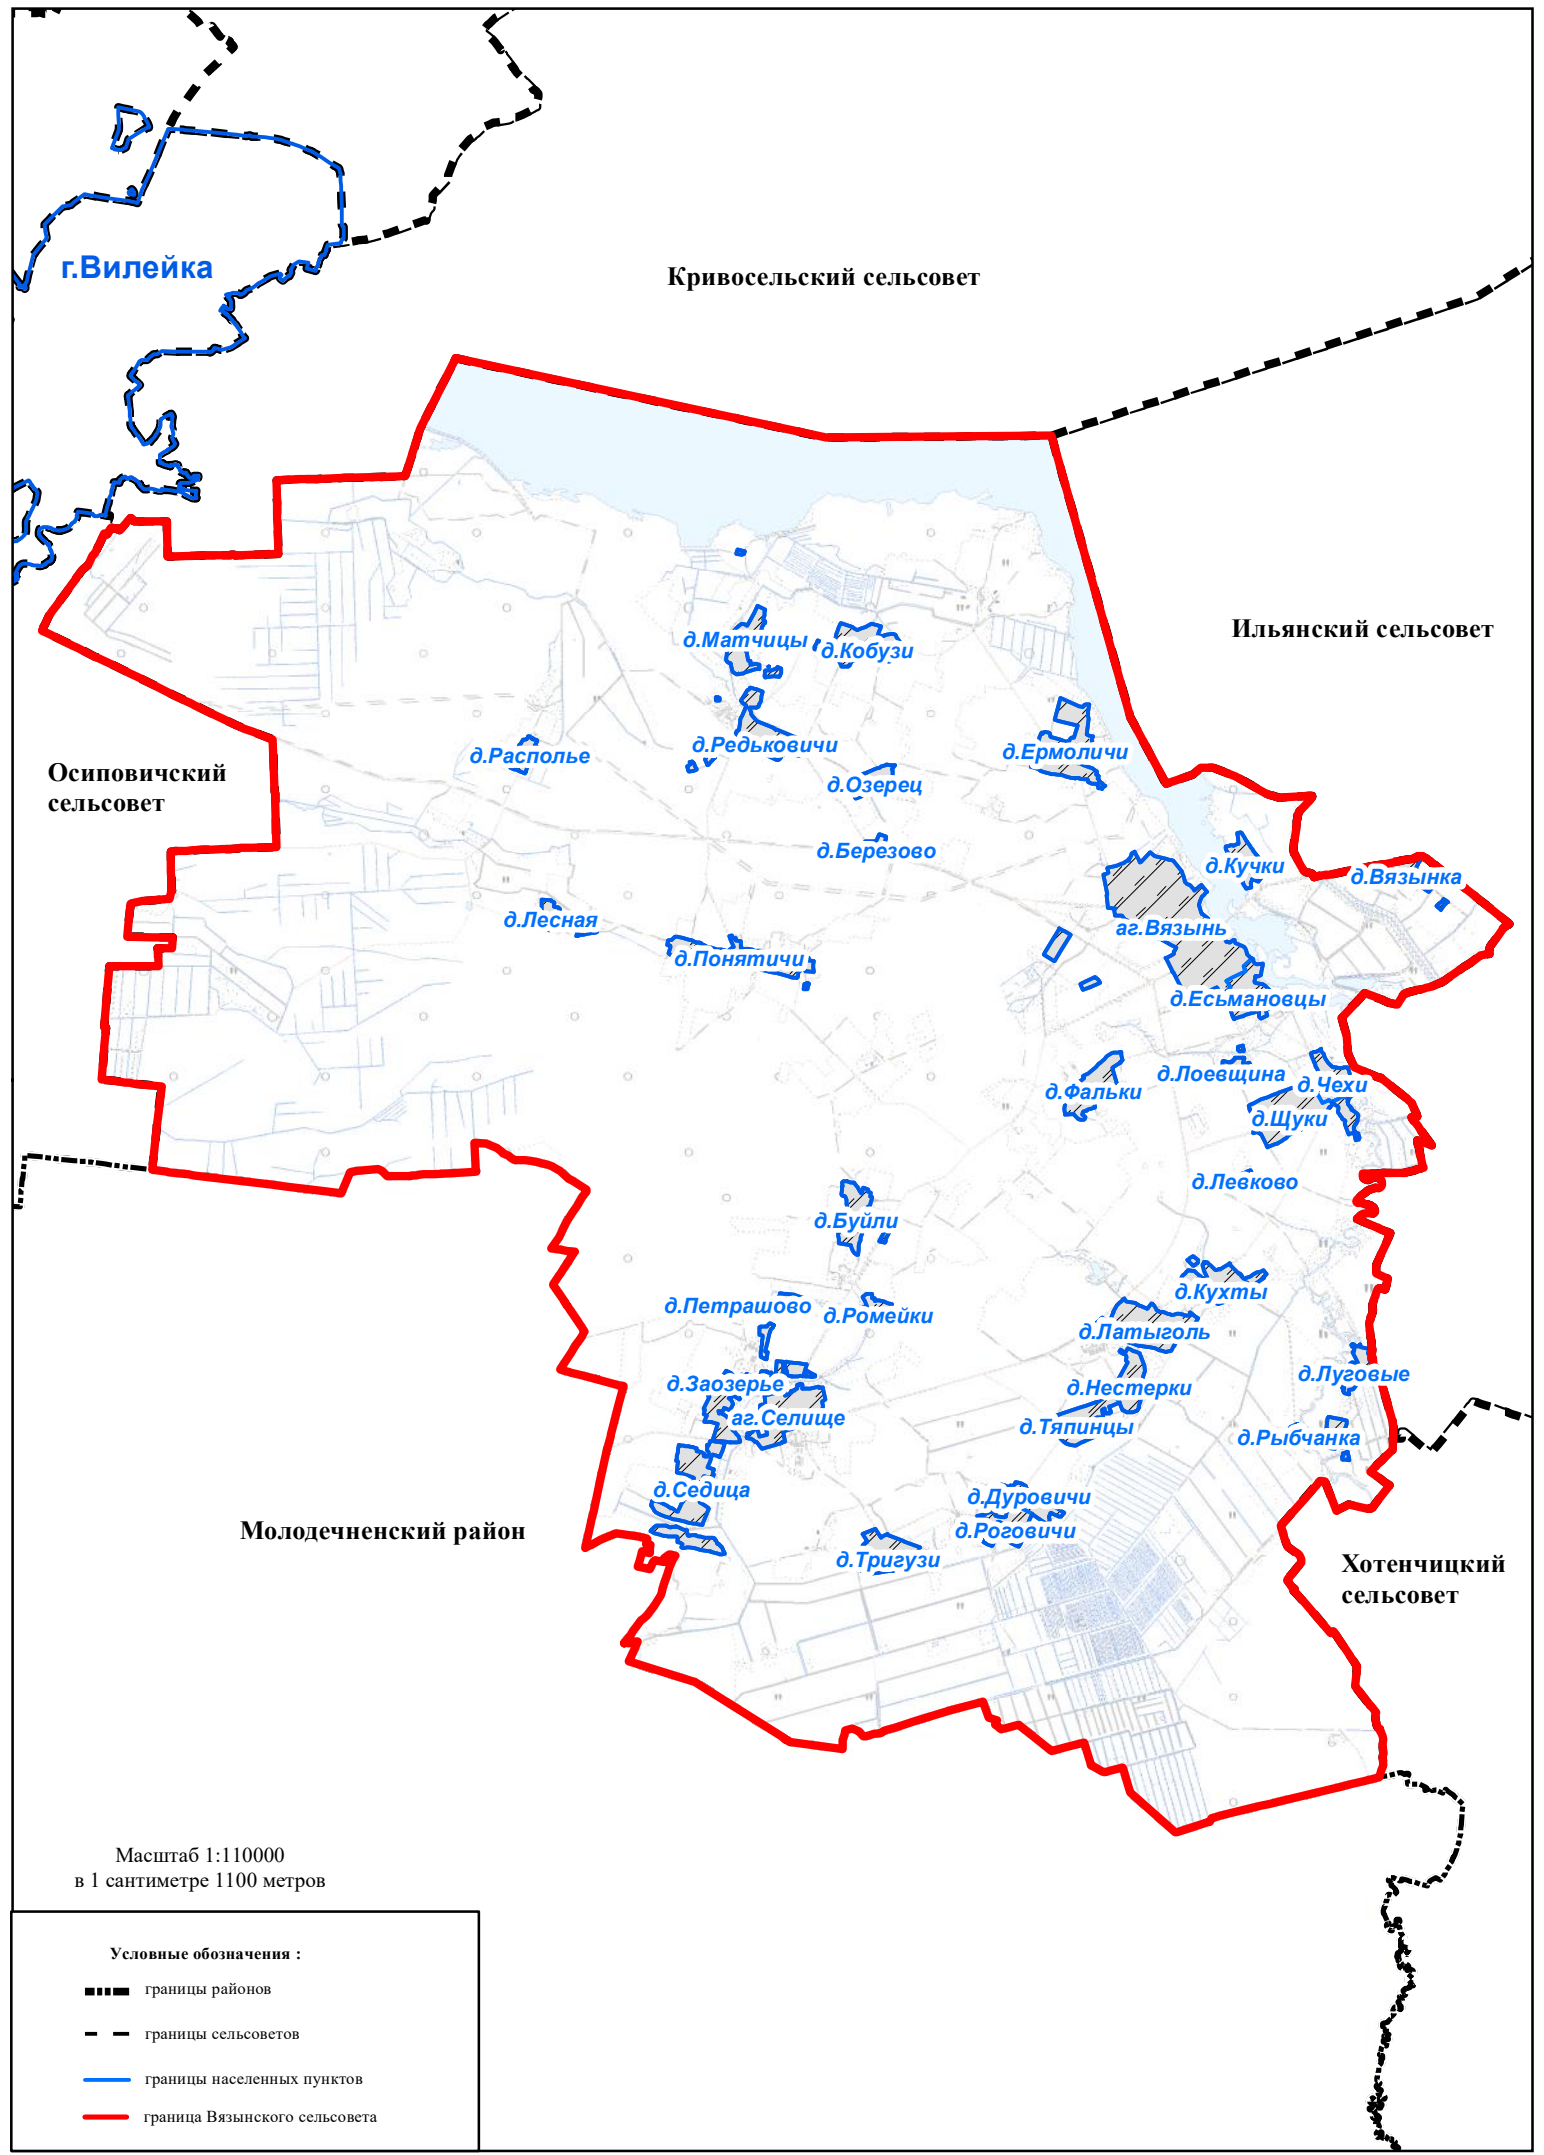 г.Вилейка
Кривосельский сельсовет
Ильянский сельсовет
д.Матчицы
д.Кобузи
д.Редьковичи
д.Располье
д.Ермоличи
Осиповичский
сельсовет
д.Озерец
д.Березово
д.Кучки
д.Вязынка
д.Лесная
аг.Вязынь
д.Понятичи
д.Есьмановцы
д.Лоевщина
д.Чехи
д.Фальки
д.Щуки
д.Левково
д.Буйли
д.Кухты
д.Петрашово
д.Ромейки
д.Латыголь
д.Луговые
д.Заозерье
д.Нестерки
аг.Селище
д.Тяпинцы
д.Рыбчанка
д.Седица
д.Дуровичи
Молодечненский район
д.Роговичи
д.Тригузи
Хотенчицкий
сельсовет
Масштаб 1:110000
в 1 сантиметре 1100 метров
Условные обозначения :
границы районов
границы сельсоветов
границы населенных пунктов
граница Вязынского сельсовета